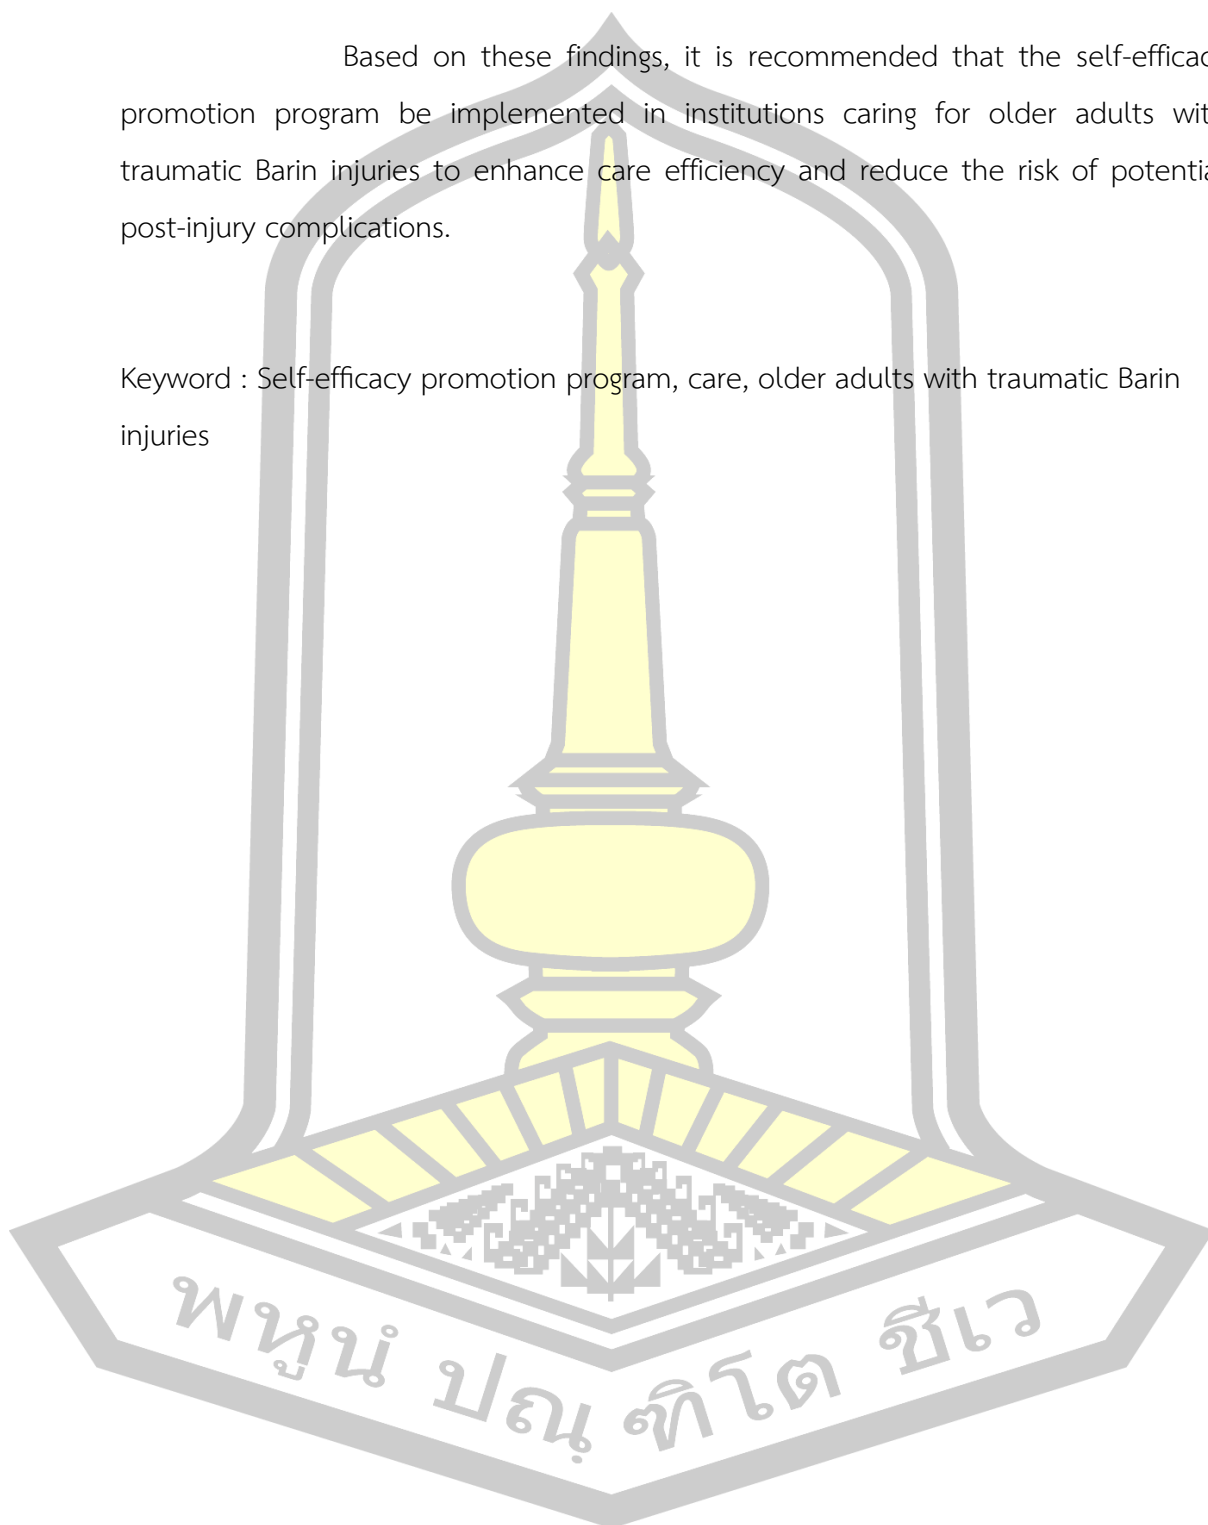 Based on these findings, it is recommended that the self-efficac
promotion program be implemented in institutions caring for older adults wit
traumatic Barin injuries to enhance care efficiency and reduce the risk of potentia
post-injury complications.
Keyword : Self-efficacy promotion program, care, older adults with traumatic Barin
injuries
พหูนํ ปณฺฑิโต ชีเว